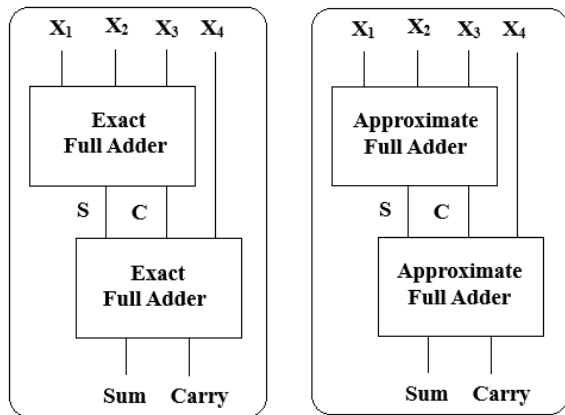 X₁ X₂ X₃ X₄
Exact
Full Adder
S C
Exact
Full Adder
Sum Carry
X₁ X₂ X₃ X₄
Approximate
Full Adder
S C
Approximate
Full Adder
Sum Carry